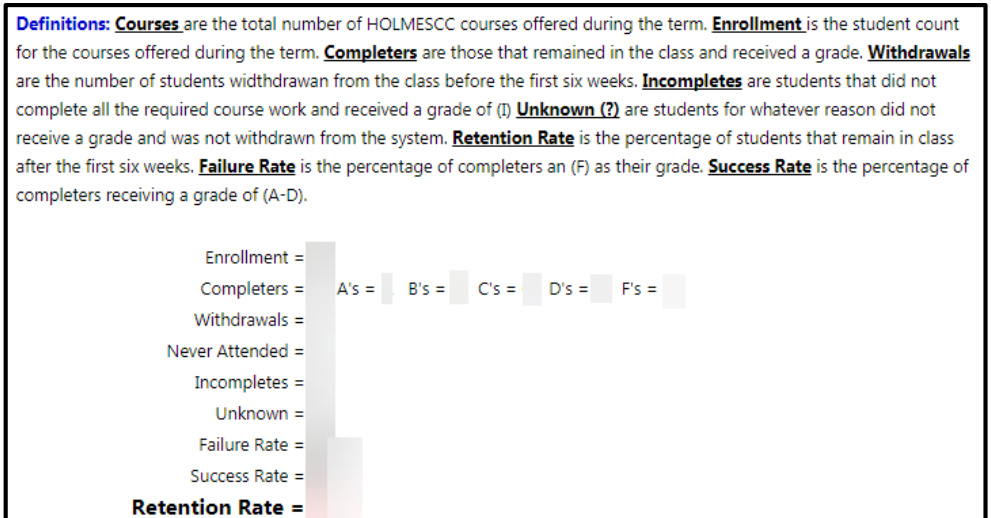 Definitions: Courses are the total number of HOLMESCC courses offered during the term. Enrollment is the student count
for the courses offered during the term. Completers are those that remained in the class and received a grade. Withdrawals
are the number of students widthdrawan from the class before the first six weeks. Incompletes are students that did not
complete all the required course work and received a grade of (I) Unknown (?) are students for whatever reason did not
receive a grade and was not withdrawn from the system. Retention Rate is the percentage of students that remain in class
after the first six weeks. Failure Rate is the percentage of completers an (F) as their grade. Success Rate is the percentage of
completers receiving a grade of (A-D).
Enrollment =
Completers = A's = B's = C's = D's = F's =
Withdrawals =
Never Attended =
Incompletes =
Unknown =
Failure Rate =
Success Rate =
Retention Rate =